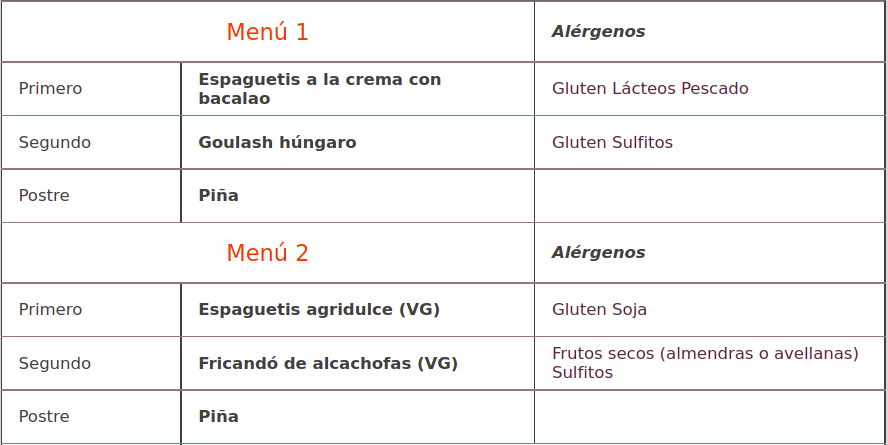 Menú 1 Alérgenos
Primero Espaguetis a la crema con bacalao Gluten Lácteos Pescado
Segundo Goulash húngaro Gluten Sulfitos
Postre Piña
Menú 2 Alérgenos
Primero Espaguetis agridulce (VG) Gluten Soja
Segundo Fricandó de alcachofas (VG) Frutos secos (almendras o avellanas) Sulfitos
Postre Piña